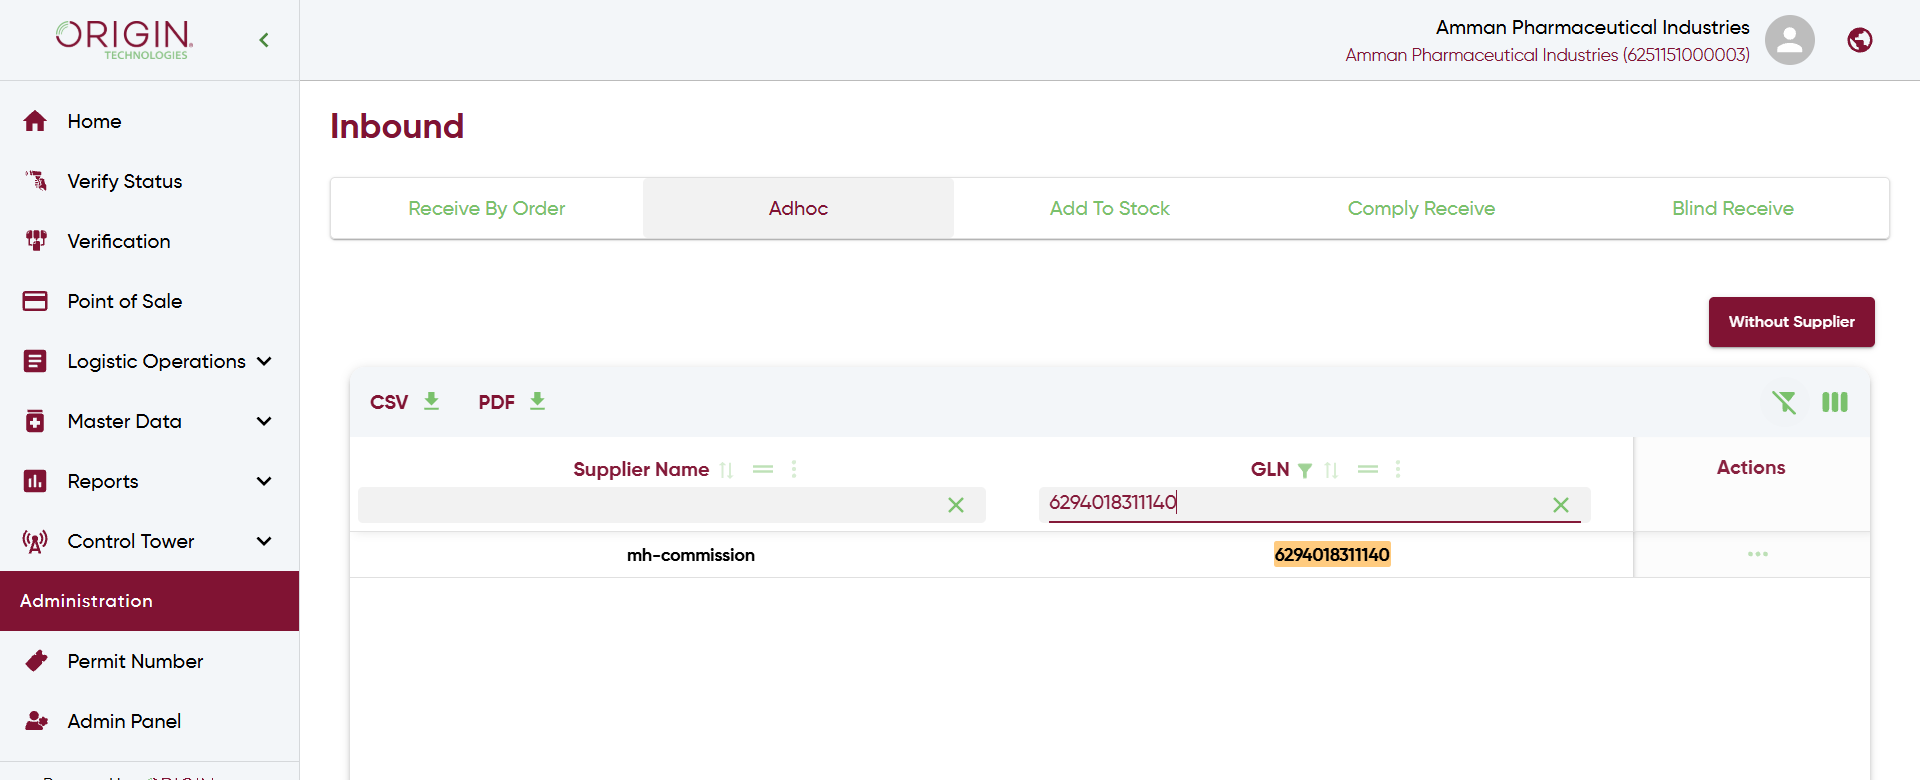 ORIGIN
TECHNOLOGIES
Amman Pharmaceutical Industries
Amman Pharmaceutical Industries (6251151000003)
Home
Verify Status
Verification
Point of Sale
Logistic Operations
Master Data
Reports
Control Tower
Administration
Permit Number
Admin Panel
Inbound
Receive By Order
Adhoc
Add To Stock
Comply Receive
Blind Receive
Without Supplier
CSV
PDF
Supplier Name
GLN
Actions
6294018311140
mh-commission
6294018311140